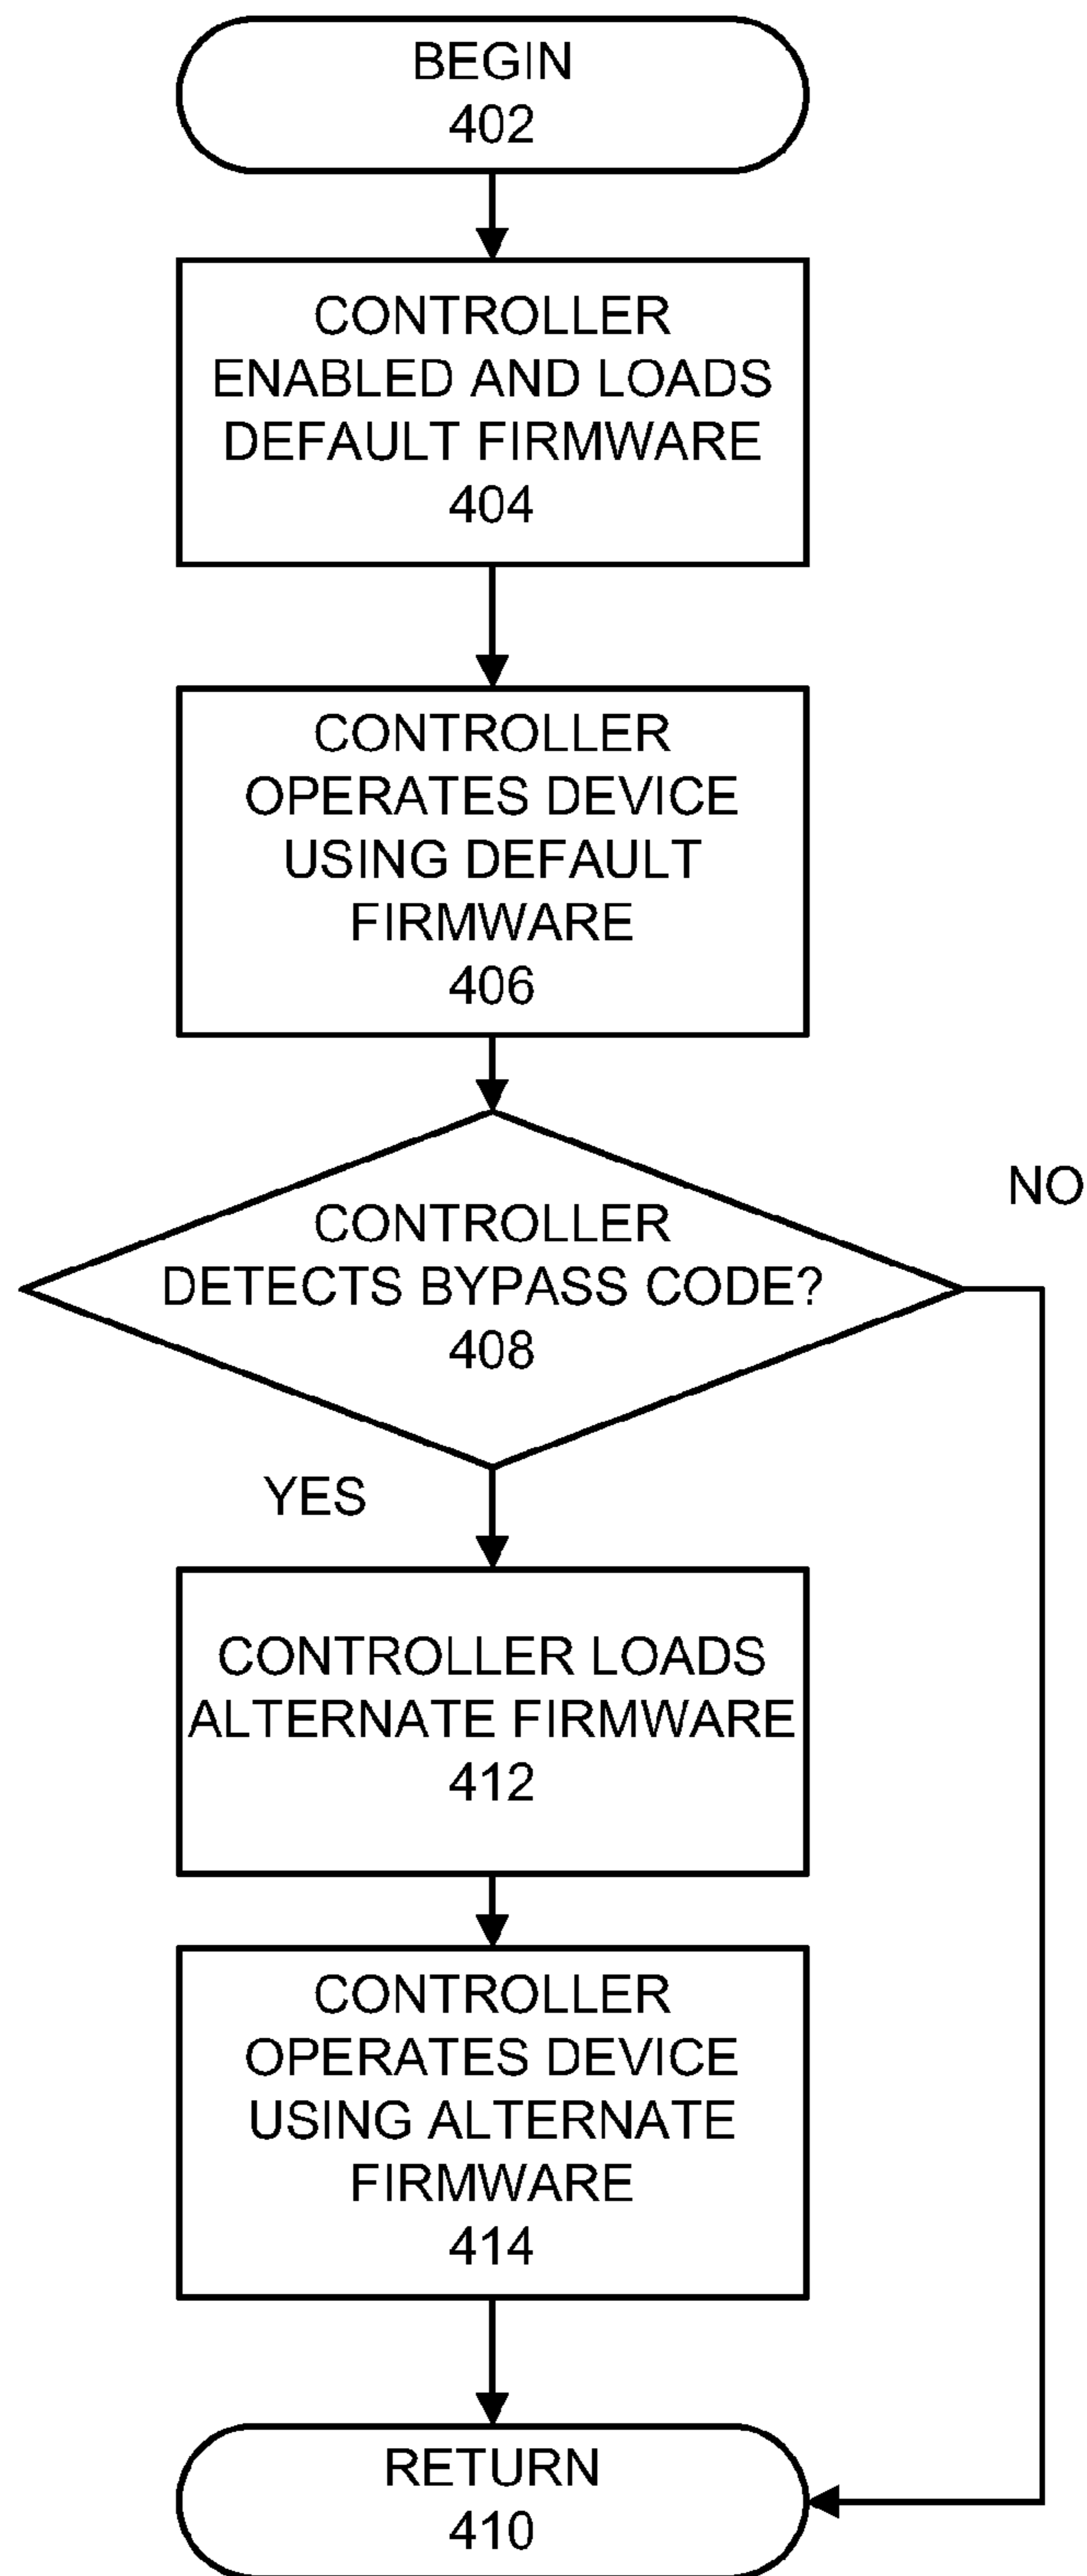 BEGIN
402
CONTROLLER
ENABLED AND LOADS
DEFAULT FIRMWARE
404
CONTROLLER
OPERATES DEVICE
USING DEFAULT
FIRMWARE
406
CONTROLLER
DETECTS BYPASS CODE?
408
NO
YES
CONTROLLER LOADS
ALTERNATE FIRMWARE
412
CONTROLLER
OPERATES DEVICE
USING ALTERNATE
FIRMWARE
414
RETURN
410